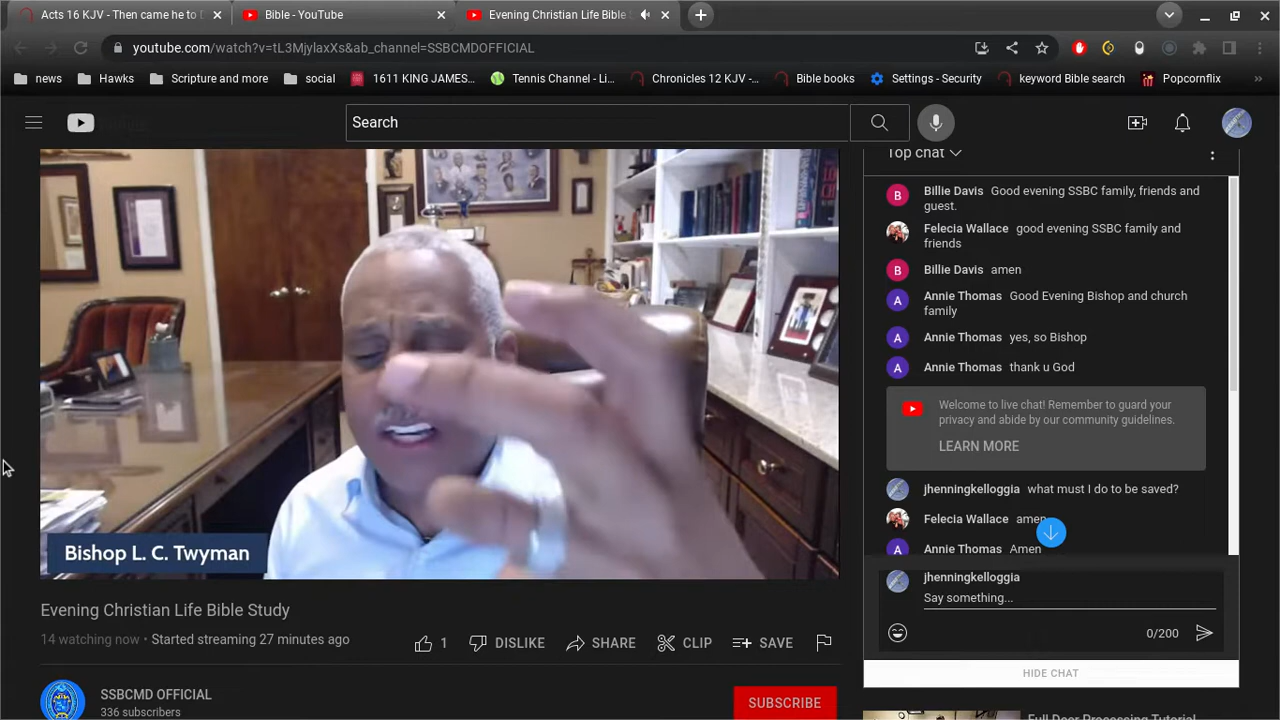 Acts 16 KJV - Then came he to
Bible - YouTube
Evening Christian Life Bible
youtube.com/watch?v=tL3MjylaxXs&ab_channel=SSBCMDOFFICIAL
news
Hawks
Scripture and more
social
1611 KING JAMES...
Tennis Channel - Li...
Chronicles 12 KJV -...
Bible books
Settings - Security
keyword Bible search
Popcornflix
Search
Top chat
Billie Davis Good evening SSBC family, friends and
guest.
Felecia Wallace good evening SSBC family and
friends
Billie Davis amen
Annie Thomas Good Evening Bishop and church
family
Annie Thomas yes, so Bishop
Annie Thomas thank u God
Welcome to live chat! Remember to guard your
privacy and abide by our community guidelines.
LEARN MORE
jhenningkelloggia what must I do to be saved?
Felecia Wallace amen
Annie Thomas Amen
jhenningkelloggia
Say something...
0/200
HIDE CHAT
Bishop L. C. Twyman
Evening Christian Life Bible Study
14 watching now • Started streaming 27 minutes ago
1
DISLIKE
SHARE
CLIP
SAVE
SSBCMD OFFICIAL
336 subscribers
SUBSCRIBE
Full Deer Processing Tutorial